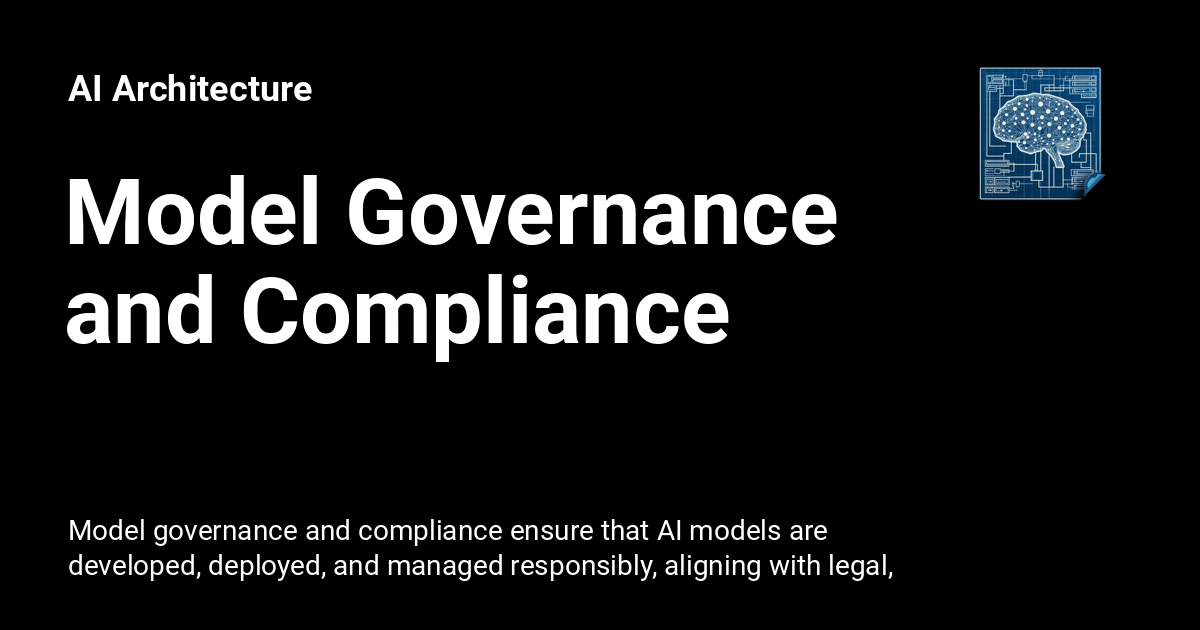 AI Architecture
Model Governance
and Compliance
Model governance and compliance ensure that AI models are
developed, deployed, and managed responsibly, aligning with legal,